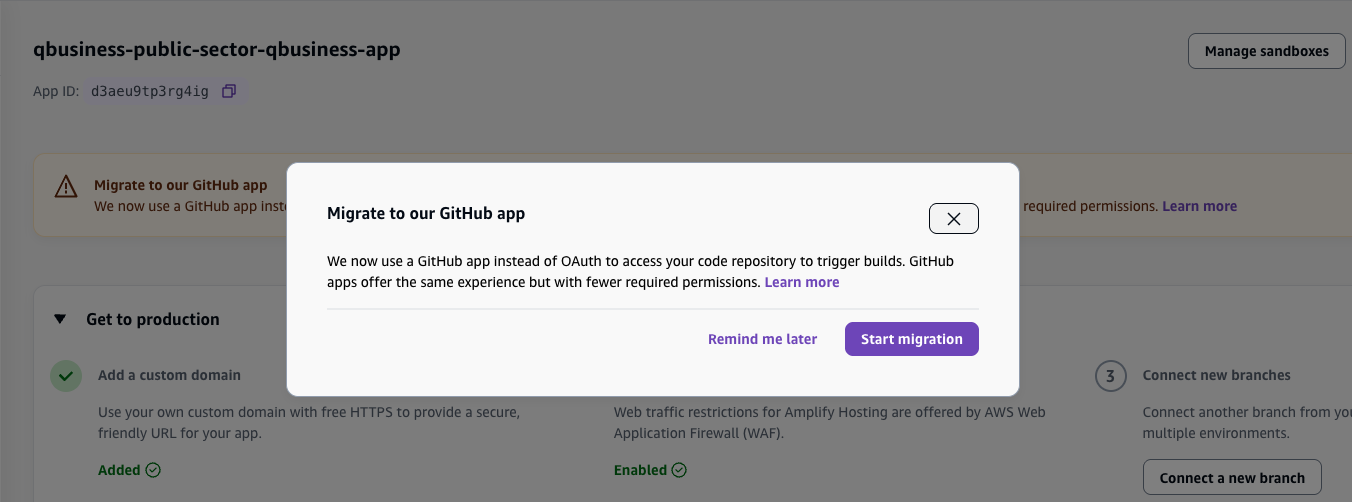 qbusiness-public-sector-qbusiness-app
Manage sandboxes
App ID: d3aeu9tp3rg4ig
Migrate to our GitHub app
We now use a GitHub app
required permissions. Learn more
Migrate to our GitHub app
We now use a GitHub app instead of OAuth to access your code repository to trigger builds. GitHub
apps offer the same experience but with fewer required permissions. Learn more
Remind me later
Start migration
Get to production
Add a custom domain
Use your own custom domain with free HTTPS to provide a secure,
friendly URL for your app.
Added
Web traffic restrictions for Amplify Hosting are offered by AWS Web
Application Firewall (WAF).
Enabled
3
Connect new branches
Connect another branch from
multiple environments.
Connect a new branch